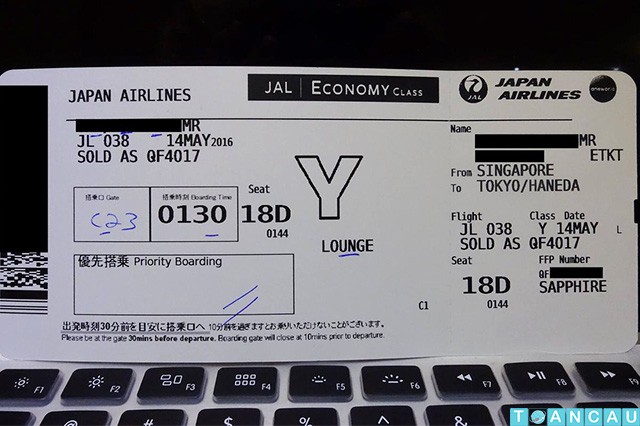 JAPAN AIRLINES
JAL | ECONOMY CLASS
JAL
JAPAN AIRLINES
oneworld
MR
JL 038 14MAY2016
SOLD AS QF4017
搭乗口 Gate
C23
搭乗時刻 Boarding Time
0130
Seat
18D
0144
Y
LOUNGE
優先搭乗 Priority Boarding
C1
出発時刻30分前を目安に搭乗口へ 10分前を過ぎますとお乗りいただけないことがございます。
Please be at the gate 30mins before departure. Boarding gate will close at 10mins prior to departure.
Name
MR
ETKT
From SINGAPORE
To TOKYO/HANEDA
Flight Class Date
JL 038 Y 14MAY L
SOLD AS QF4017
Seat FFP Number
QF
18D SAPPHIRE
0144
F1 F2 F3 F4 F5 F6 F7 F8 F9
@ # $ % ^ &
TOANCAU